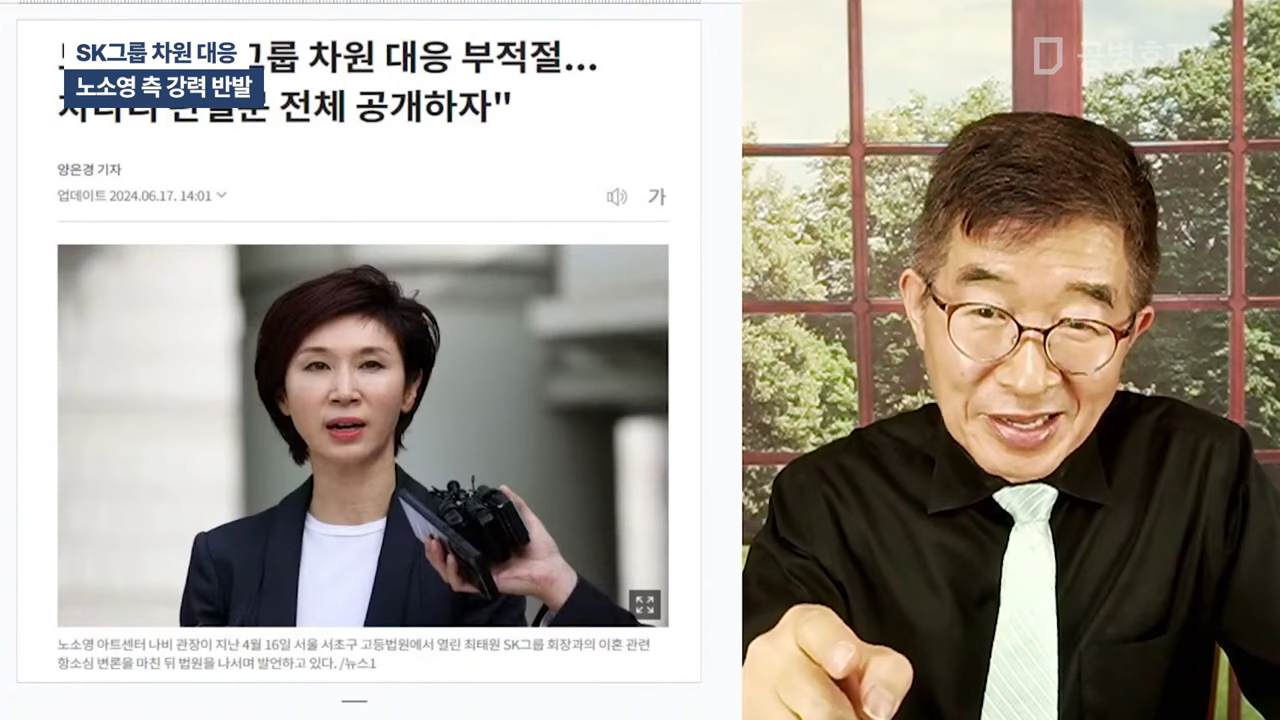 SK그룹 차원 대응
노소영 측 강력 반발
그룹 차원 대응 부적절...
전체 공개하자"
양은경 기자
업데이트 2024.06.17. 14:01
가
노소영 아트센터 나비 관장이 지난 4월 16일 서울 서초구 고등법원에서 열린 최태원 SK그룹 회장과의 이혼 관련
항소심 변론을 마친 뒤 법원을 나서며 발언하고 있다. /뉴스1
공병호TV